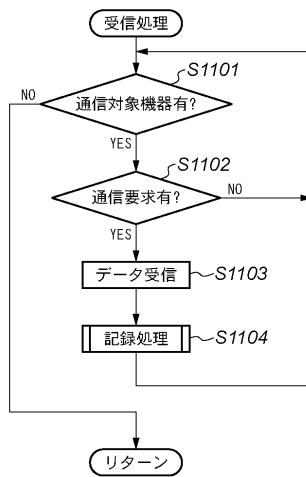 受信処理
S1101
通信対象機器有?
NO
YES
S1102
通信要求有?
NO
YES
データ受信
S1103
記録処理
S1104
リターン